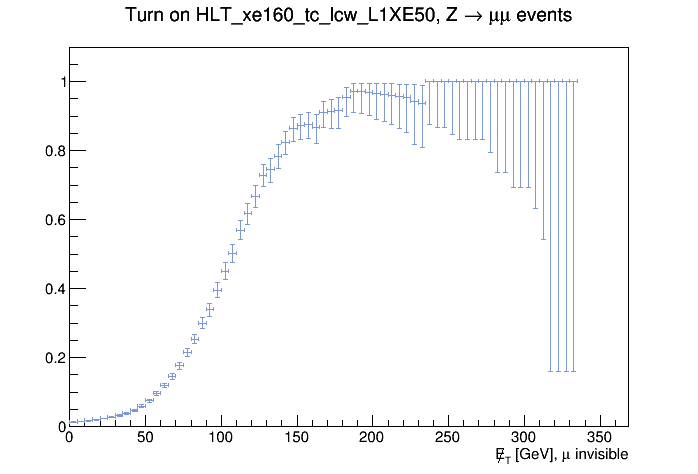 Turn on HLT_xe160_tc_lcw_L1XE50, Z → μμ events
1
0.8
0.6
0.4
0.2
0
0 50 100 150 200 250 300 350
E̸_T [GeV], μ invisible